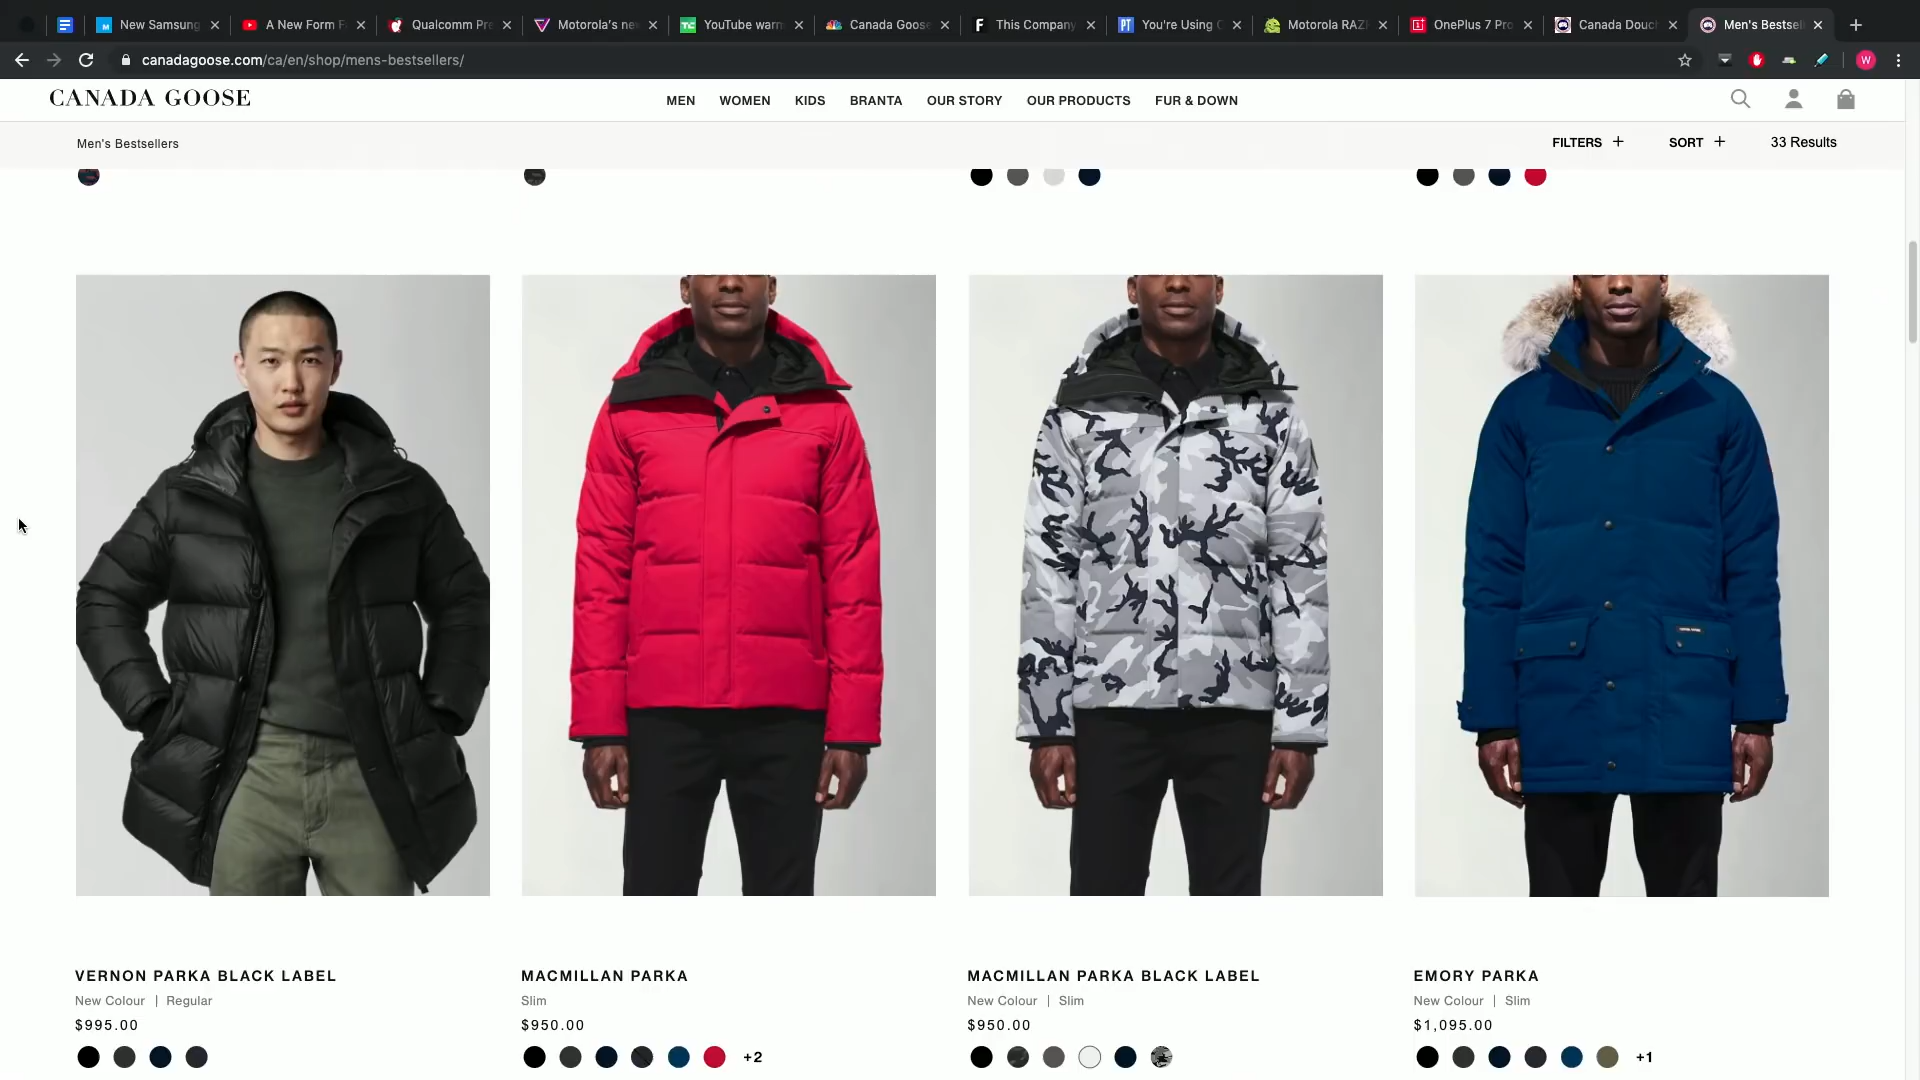 New Samsung
A New Form F
Qualcomm Pre
Motorola's ne
YouTube warn
Canada Goose
This Company
You're Using C
Motorola RAZ
OnePlus 7 Pro
Canada Douch
Men's Bestsel
canadagoose.com/ca/en/shop/mens-bestsellers/
W
CANADA GOOSE
MEN
WOMEN
KIDS
BRANTA
OUR STORY
OUR PRODUCTS
FUR & DOWN
Men's Bestsellers
FILTERS +
SORT +
33 Results
VERNON PARKA BLACK LABEL
New Colour | Regular
$995.00
MACMILLAN PARKA
Slim
$950.00
+2
MACMILLAN PARKA BLACK LABEL
New Colour | Slim
$950.00
EMORY PARKA
New Colour | Slim
$1,095.00
+1